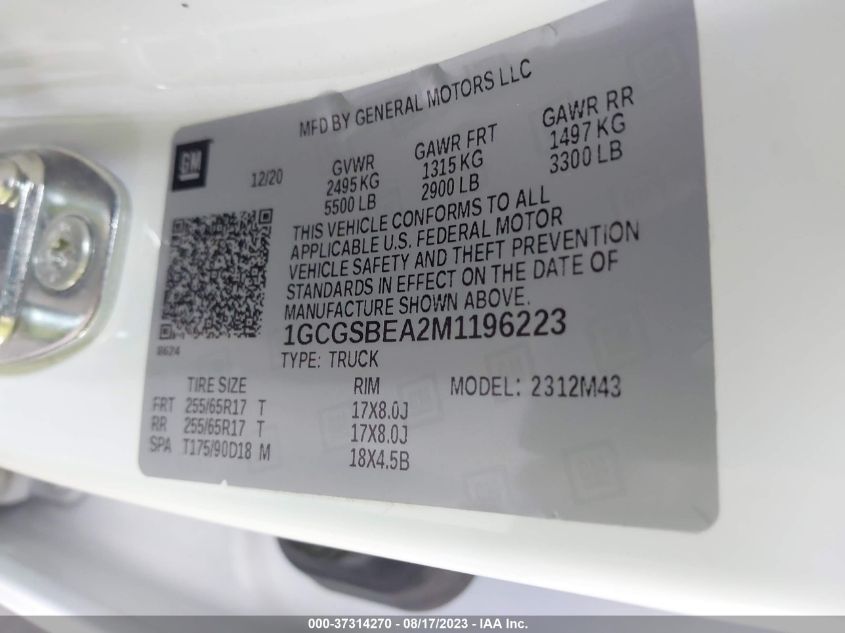 MFD BY GENERAL MOTORS LLC
GM
12/20
GVWR
2495 KG
5500 LB
GAWR FRT
1315 KG
2900 LB
GAWR RR
1497 KG
3300 LB
THIS VEHICLE CONFORMS TO ALL
APPLICABLE U.S. FEDERAL MOTOR
VEHICLE SAFETY AND THEFT PREVENTION
STANDARDS IN EFFECT ON THE DATE OF
MANUFACTURE SHOWN ABOVE.
1GCGSBEA2M1196223
8624
TYPE: TRUCK
TIRE SIZE RIM MODEL: 2312M43
FRT 255/65R17 T 17X8.0J
RR 255/65R17 T 17X8.0J
SPA T175/90D18 M 18X4.5B
000-37314270 - 08/17/2023 - IAA Inc.